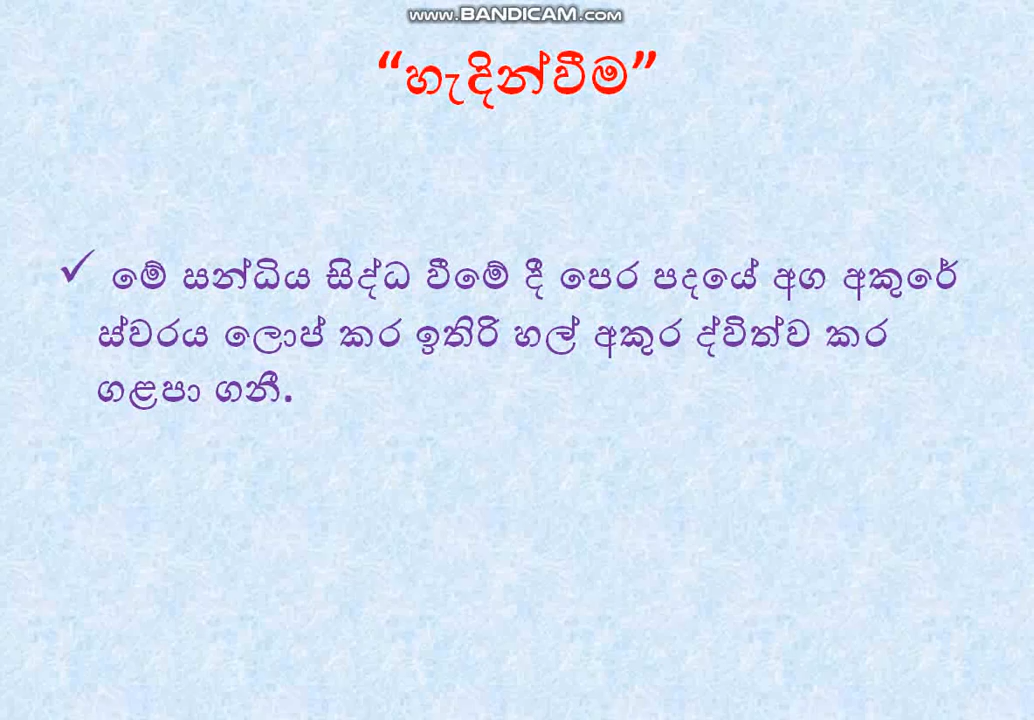 www.BANDICAM.com
“හැදින්වීම”
✓ මේ සන්ධිය සිද්ධ වීමේ දී පෙර පදයේ අග අකුරේ
ස්වරය ලොප් කර ඉතිරි හල් අකුර ද්විත්ව කර
ගළපා ගනී.